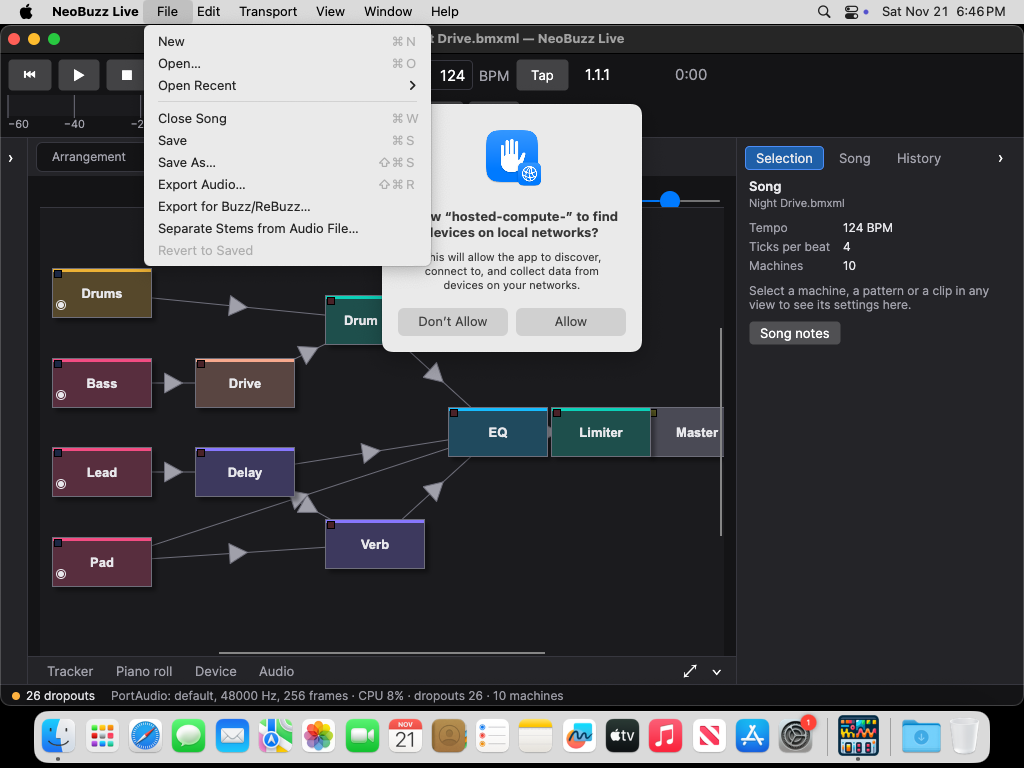 NeoBuzz Live File Edit Transport View Window Help Sat Nov 21 6:46 PM
Drive.bmxml — NeoBuzz Live
New ⌘ N
Open... ⌘ O
Open Recent
Close Song ⌘ W
Save ⌘ S
Save As... ⇧ ⌘ S
Export Audio... ⇧ ⌘ R
Export for Buzz/ReBuzz...
Separate Stems from Audio File...
Revert to Saved
124 BPM Tap 1.1.1 0:00
−60 −40
Arrangement
“hosted-compute-” to find
devices on local networks?
This will allow the app to discover,
connect to, and collect data from
devices on your networks.
Don’t Allow Allow
Drums
Drum
Bass
Drive
EQ
Limiter
Master
Lead
Delay
Verb
Pad
Selection Song History
Song
Night Drive.bmxml
Tempo 124 BPM
Ticks per beat 4
Machines 10
Select a machine, a pattern or a clip in any
view to see its settings here.
Song notes
Tracker Piano roll Device Audio
26 dropouts PortAudio: default, 48000 Hz, 256 frames · CPU 8% · dropouts 26 · 10 machines
NOV
21
tv
1